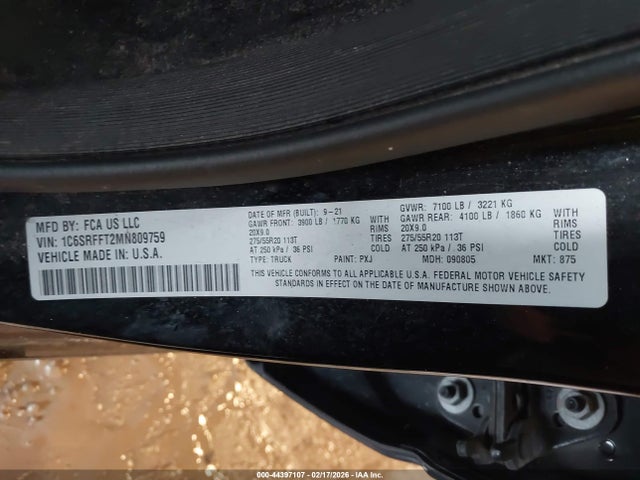 MFD BY: FCA US LLC
VIN: 1C6SRFFT2MN809759
VEHICLE MADE IN: U.S.A.
DATE OF MFR (BUILT): 9-21
GAWR FRONT: 3900 LB / 1770 KG WITH
20X9.0 RIMS
275/55R20 113T TIRES
AT 250 kPa / 36 PSI COLD
TYPE: TRUCK PAINT: PXJ
GVWR: 7100 LB / 3221 KG
GAWR REAR: 4100 LB / 1860 KG WITH
20X9.0 RIMS
275/55R20 113T TIRES
AT 250 kPa / 36 PSI COLD
MDH: 090805 MKT: 875
THIS VEHICLE CONFORMS TO ALL APPLICABLE U.S.A. FEDERAL MOTOR VEHICLE SAFETY
STANDARDS IN EFFECT ON THE DATE OF MANUFACTURE SHOWN ABOVE.
000-44397107 - 02/17/2026 - IAA Inc.